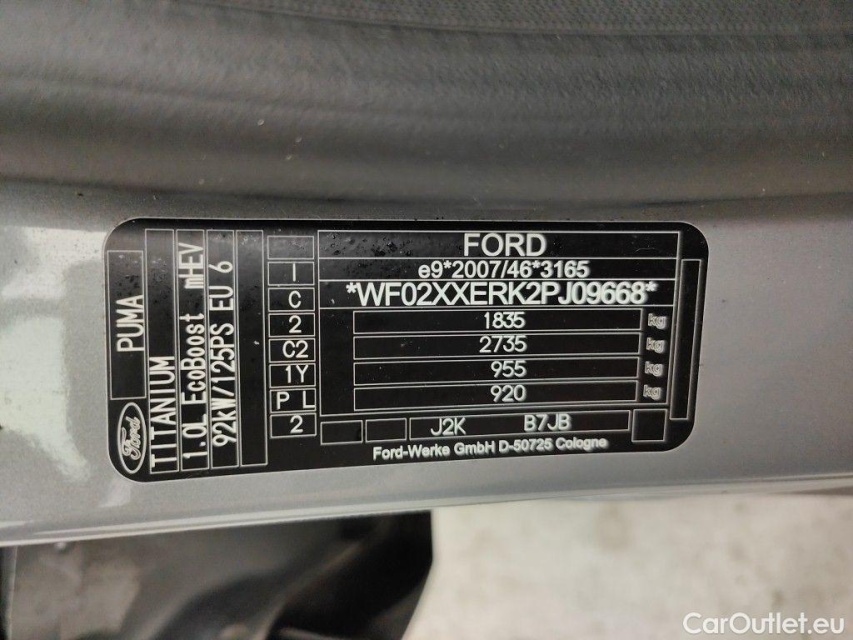 PUMA
Ford
TITANIUM
1.0L EcoBoost mHEV
92kW/125PS EU 6
I
C
2
C2
1Y
P L
2
FORD
e9*2007/46*3165
*WF02XXERK2PJ09668*
1835 kg
2735 kg
955 kg
920 kg
J2K B7JB
Ford-Werke GmbH D-50725 Cologne
CarOutlet.eu